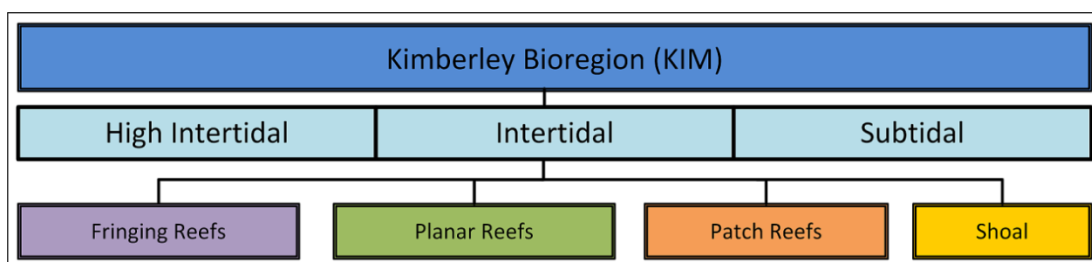 Kimberley Bioregion (KIM)
High Intertidal
Intertidal
Subtidal
Fringing Reefs
Planar Reefs
Patch Reefs
Shoal